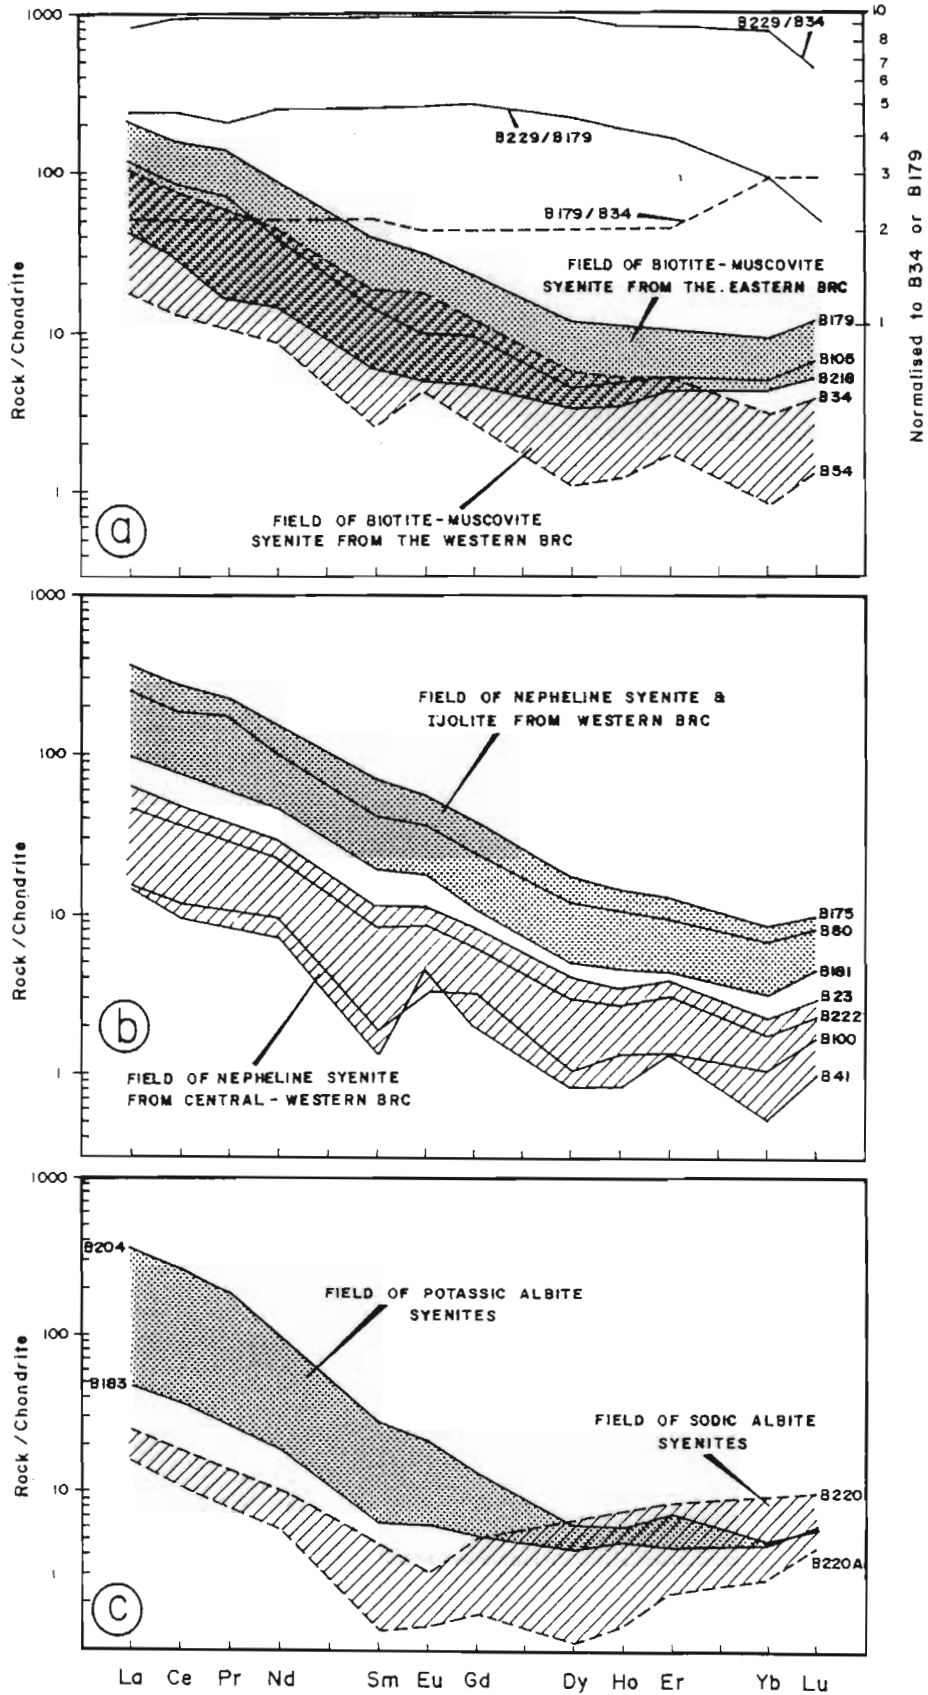 1000
100
10
1
Rock / Chondrite
10
8
7
6
5
4
3
2
1
Normalised to B34 or B179
B229/B34
B229/B179
B179/B34
FIELD OF BIOTITE-MUSCOVITE
SYENITE FROM THE EASTERN BRC
B179
B106
B218
B34
B54
FIELD OF BIOTITE-MUSCOVITE
SYENITE FROM THE WESTERN BRC
a
1000
100
10
1
Rock/Chondrite
FIELD OF NEPHELINE SYENITE &
IJOLITE FROM WESTERN BRC
B175
B80
B181
B23
B222
B100
B41
FIELD OF NEPHELINE SYENITE
FROM CENTRAL-WESTERN BRC
b
1000
100
10
1
Rock/Chondrite
B204
B183
FIELD OF POTASSIC ALBITE
SYENITES
FIELD OF SODIC ALBITE
SYENITES
B220
B220A
c
La Ce Pr Nd Sm Eu Gd Dy Ho Er Yb Lu